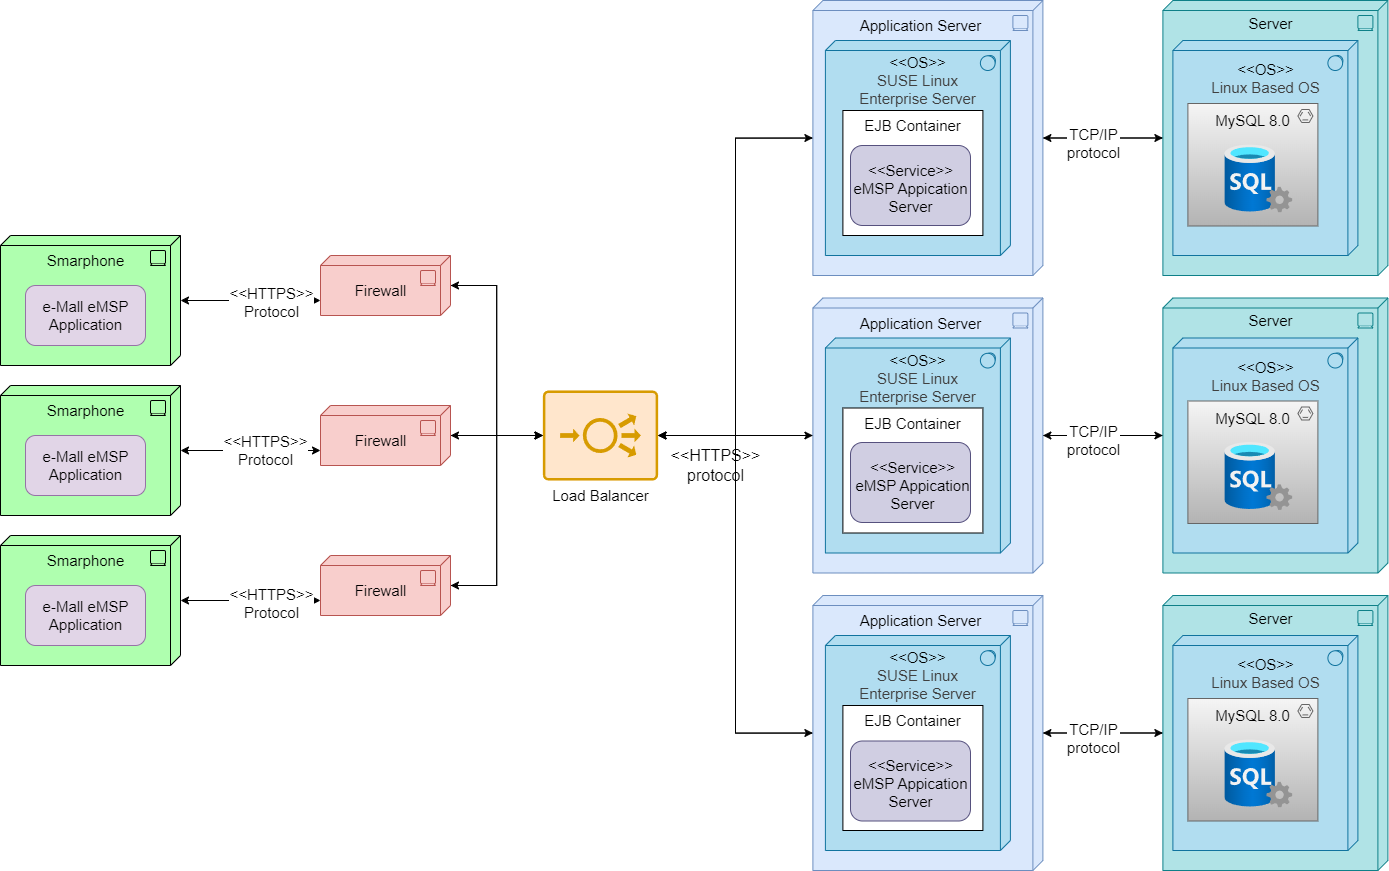 Application Server
<<OS>>
SUSE Linux
Enterprise Server
EJB Container
<<Service>>
eMSP Appication
Server
TCP/IP
protocol
Server
<<OS>>
Linux Based OS
MySQL 8.0
SQL
Smarphone
e-Mall eMSP
Application
<<HTTPS>>
Protocol
Firewall
Smarphone
e-Mall eMSP
Application
<<HTTPS>>
Protocol
Firewall
Load Balancer
<<HTTPS>>
protocol
Application Server
<<OS>>
SUSE Linux
Enterprise Server
EJB Container
<<Service>>
eMSP Appication
Server
TCP/IP
protocol
Server
<<OS>>
Linux Based OS
MySQL 8.0
SQL
Smarphone
e-Mall eMSP
Application
<<HTTPS>>
Protocol
Firewall
Application Server
<<OS>>
SUSE Linux
Enterprise Server
EJB Container
<<Service>>
eMSP Appication
Server
TCP/IP
protocol
Server
<<OS>>
Linux Based OS
MySQL 8.0
SQL